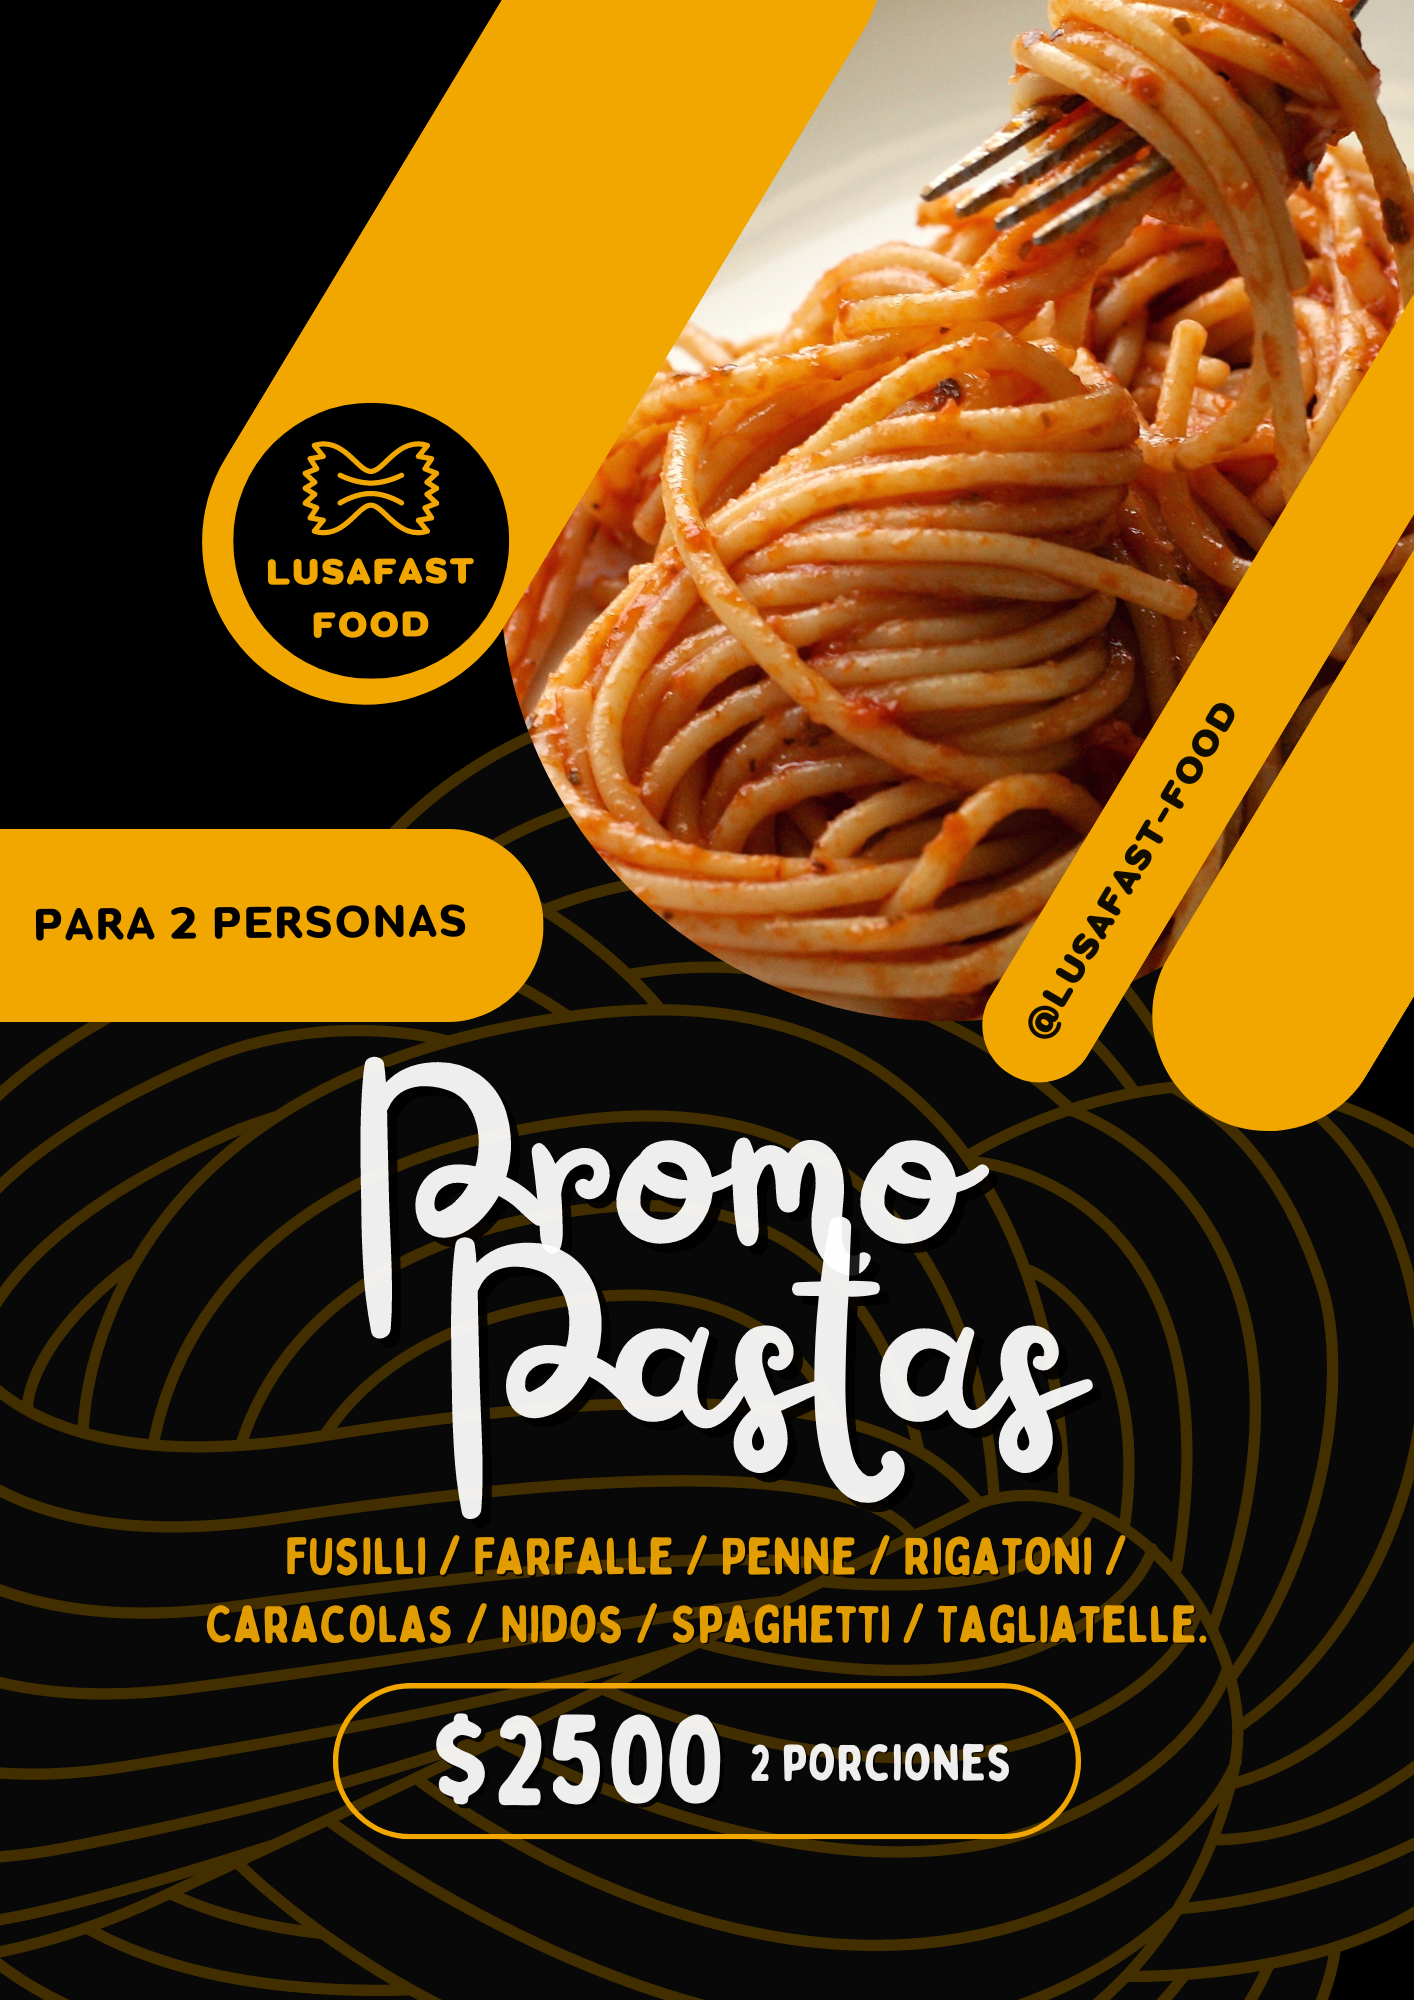 LUSAFAST
FOOD
@LUSAFAST-FOOD
PARA 2 PERSONAS
Promo
Pastas
FUSILLI / FARFALLE / PENNE / RIGATONI /
CARACOLAS / NIDOS / SPAGHETTI / TAGLIATELLE.
$2500 2 PORCIONES